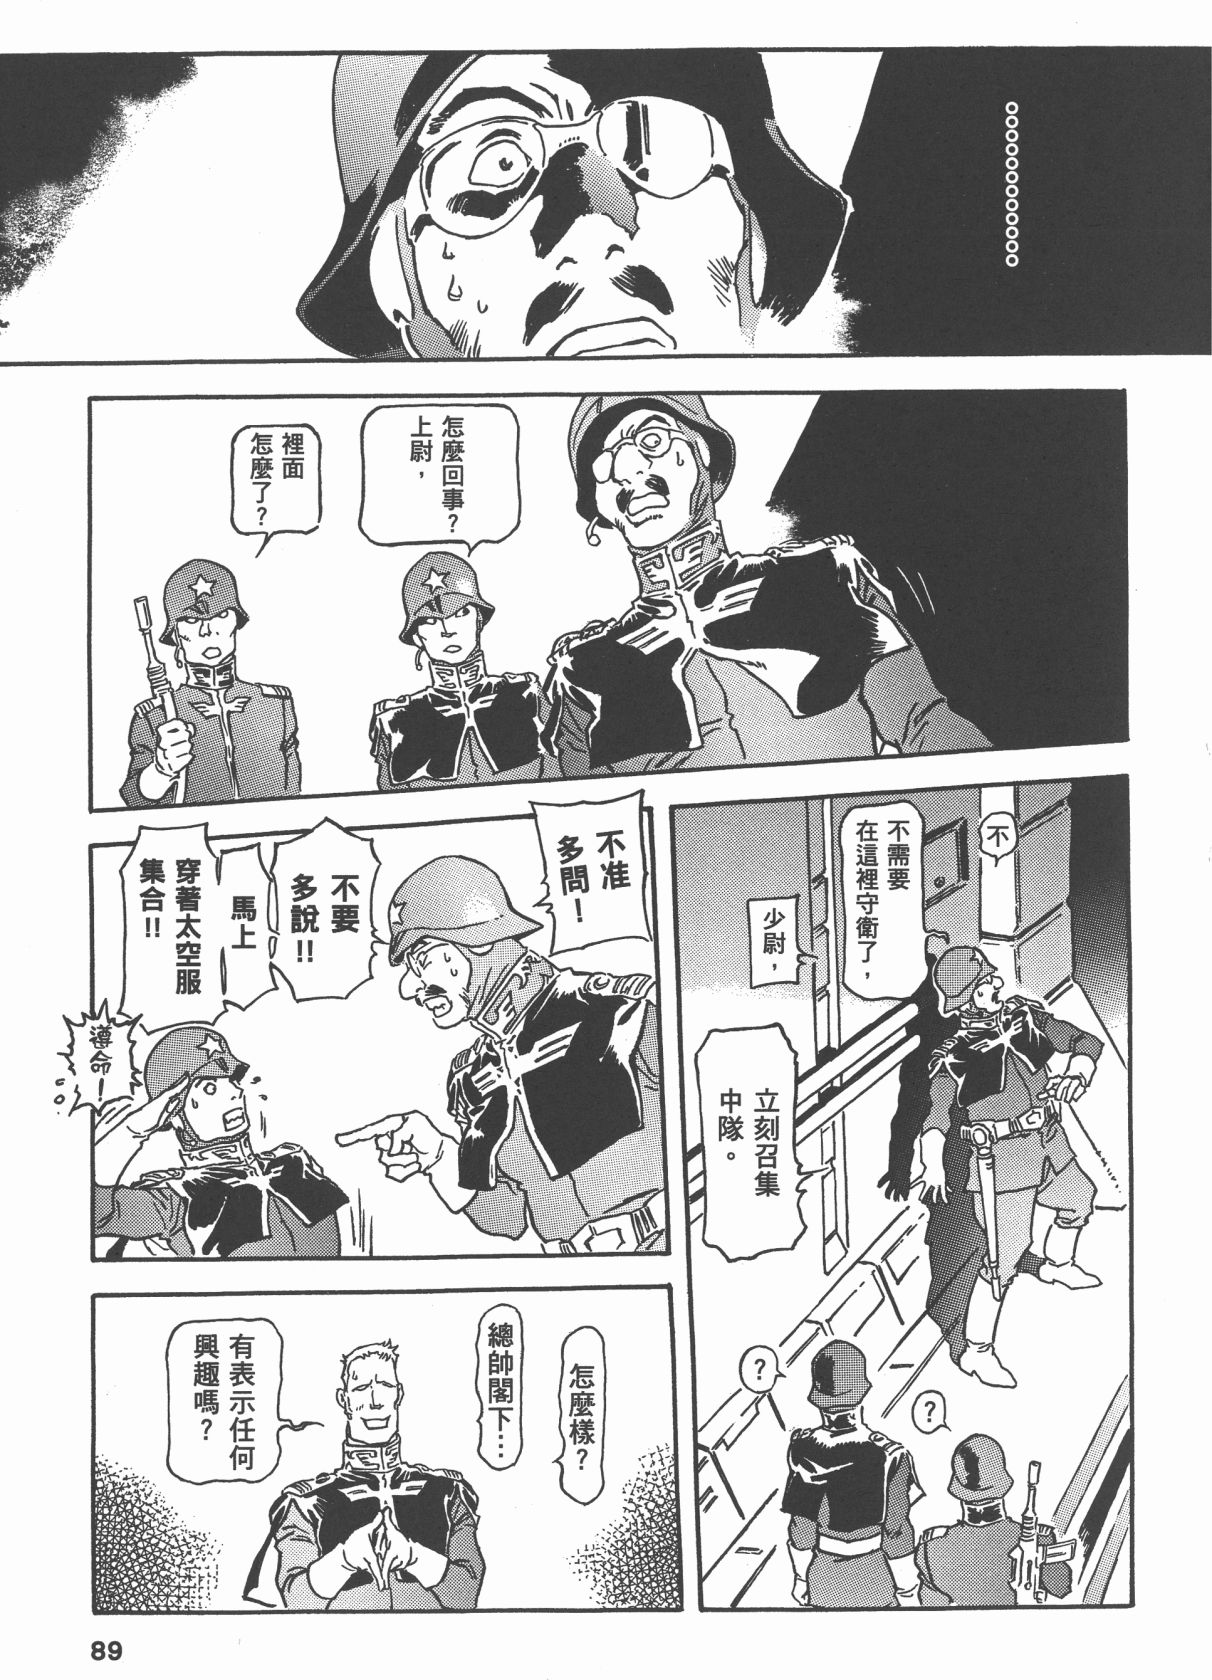 ○○○○○○○○○○○○
怎麼回事？
上尉，
裡面
怎麼了？
不
不需要
在這裡守衛了，
少尉，
立刻召集
中隊。
？
？
不准
多問！
不要
多說!!
馬上
穿著太空服
集合!!
遵命！
怎麼樣？
總帥閣下…
有表示任何
興趣嗎？
89